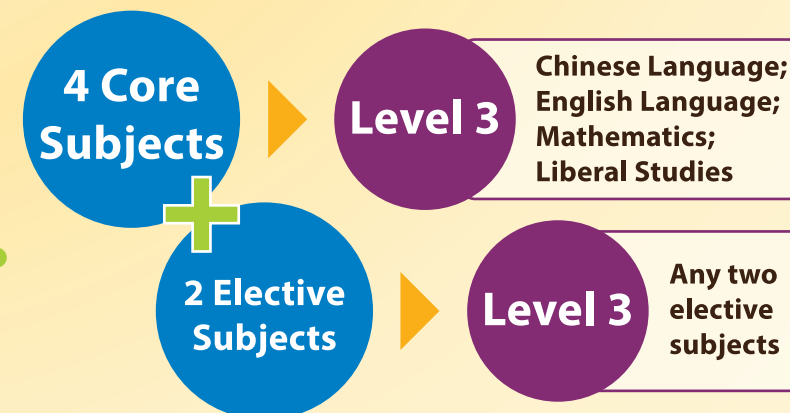 4 Core
Subjects
Level 3
Chinese Language;
English Language;
Mathematics;
Liberal Studies
2 Elective
Subjects
Level 3
Any two
elective
subjects